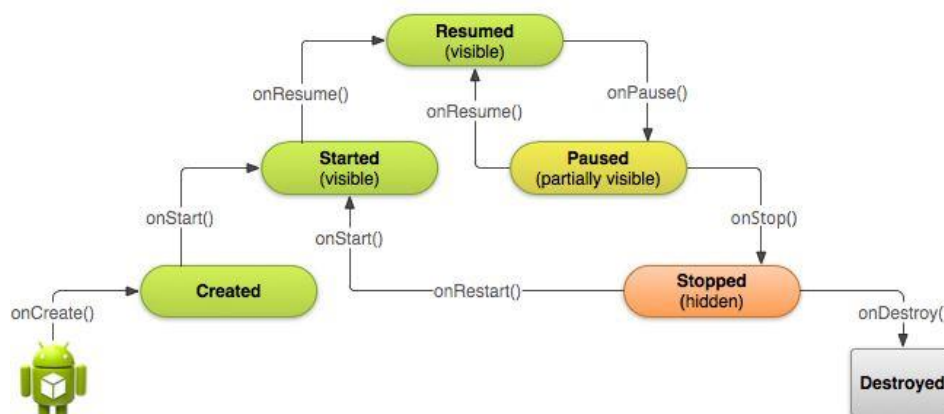 Resumed
(visible)
onResume()
onResume()
onPause()
Started
(visible)
Paused
(partially visible)
onStart()
onStart()
onStop()
Created
onRestart()
Stopped
(hidden)
onCreate()
onDestroy()
Destroyed